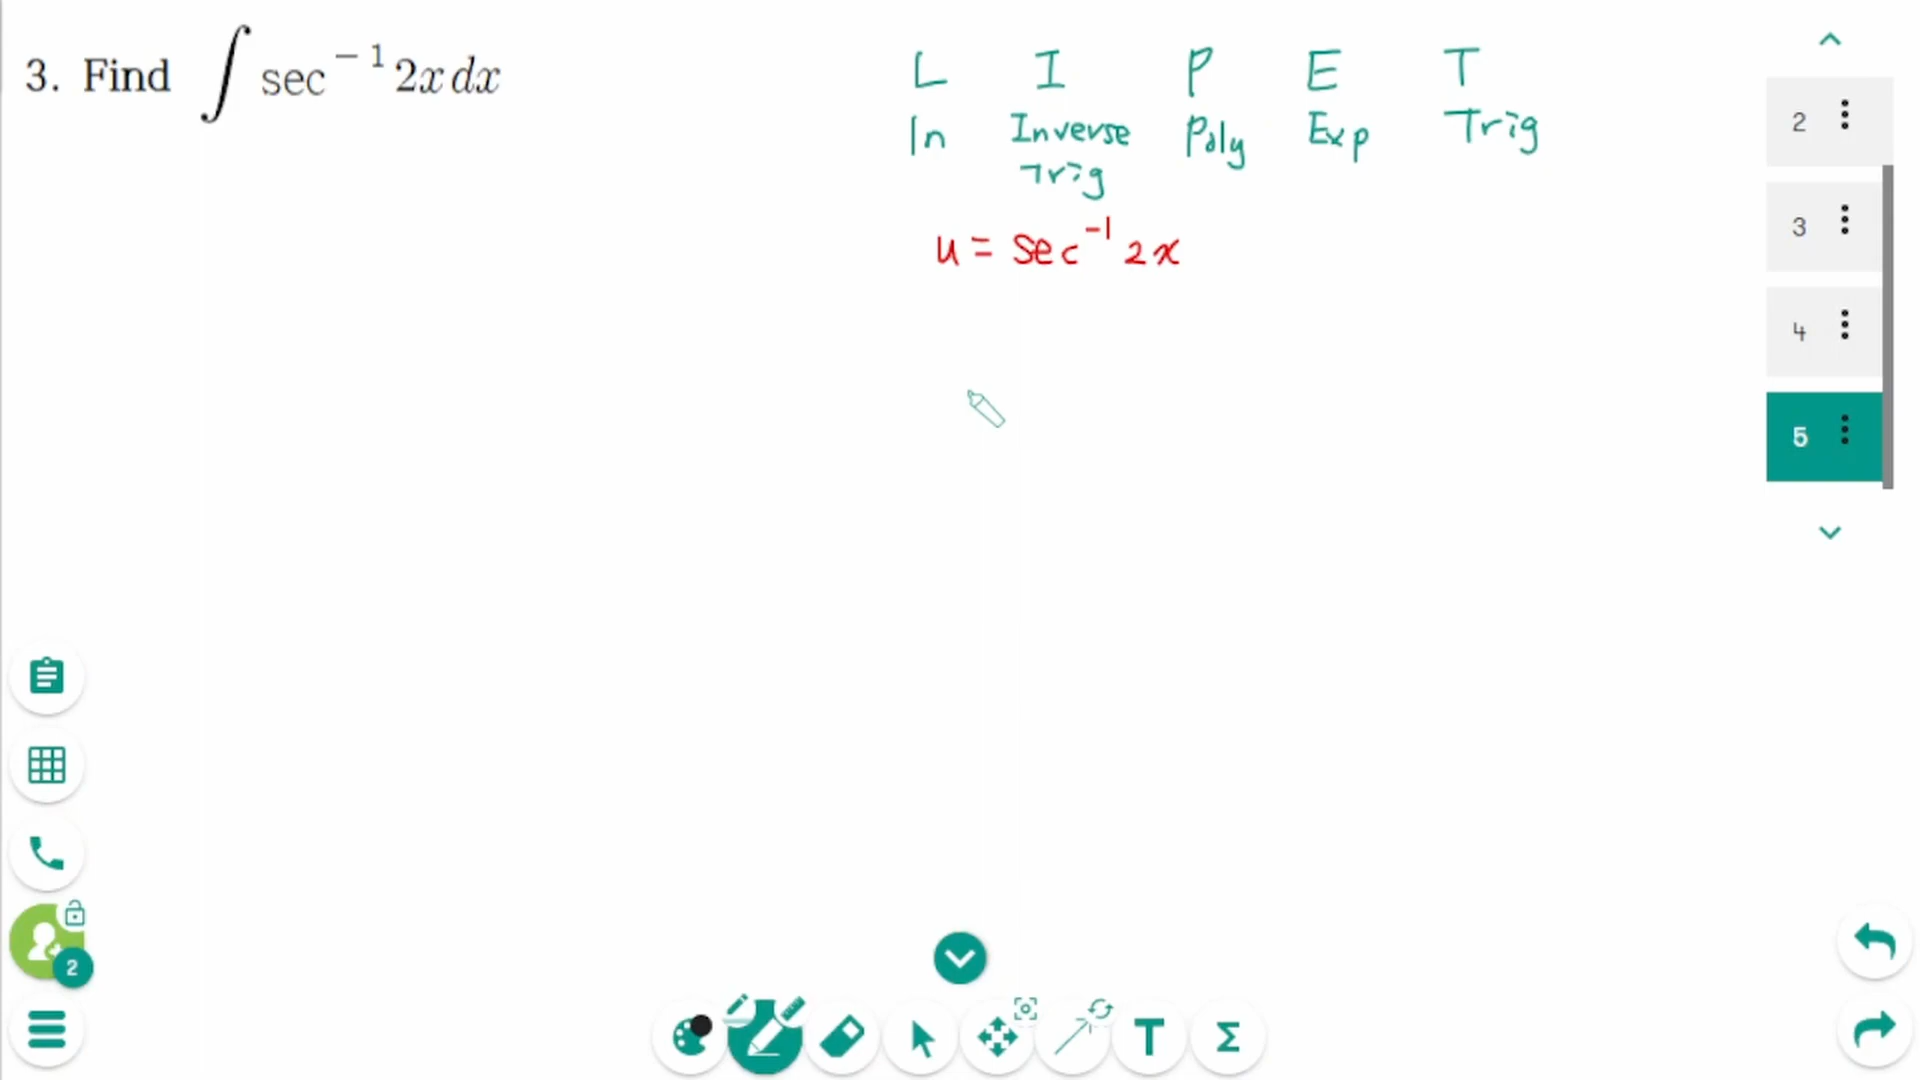 3. Find ∫ sec⁻¹ 2x dx
L I P E T
ln Inverse Poly Exp Trig
Trig
u = sec⁻¹ 2x
2
3
4
5
2
T
Σ